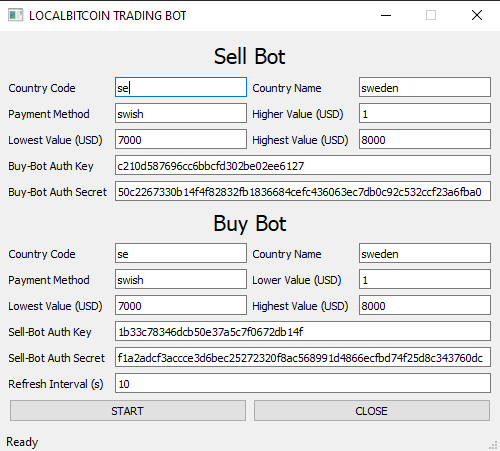 LOCALBITCOIN TRADING BOT
Sell Bot
Country Code se Country Name sweden
Payment Method swish Higher Value (USD) 1
Lowest Value (USD) 7000 Highest Value (USD) 8000
Buy-Bot Auth Key c210d587696cc6bbcfd302be02ee6127
Buy-Bot Auth Secret 50c2267330b14f4f82832fb1836684cefc436063ec7db0c92c532ccf23a6fba0
Buy Bot
Country Code se Country Name sweden
Payment Method swish Lower Value (USD) 1
Lowest Value (USD) 7000 Highest Value (USD) 8000
Sell-Bot Auth Key 1b33c78346dcb50e37a5c7f0672db14f
Sell-Bot Auth Secret f1a2adcf3accce3d6bec25272320f8ac568991d4866ecfbd74f25d8c343760dc
Refresh Interval (s) 10
START CLOSE
Ready